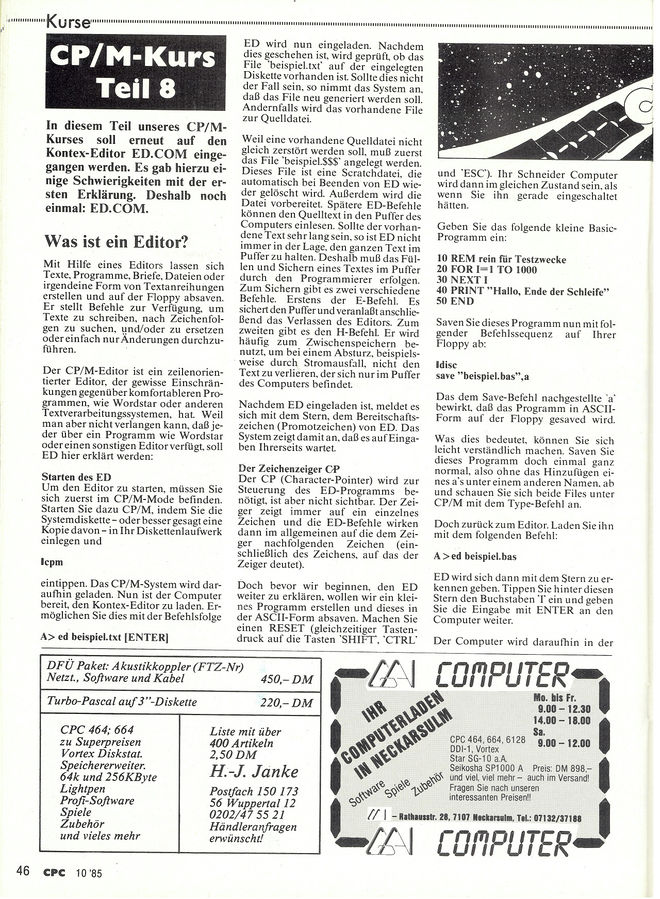 Kurse
CP/M-Kurs
Teil 8
In diesem Teil unseres CP/M-
Kurses soll erneut auf den
Kontex-Editor ED.COM einge-
gangen werden. Es gab hierzu ei-
nige Schwierigkeiten mit der er-
sten Erklärung. Deshalb noch
einmal: ED.COM.
Was ist ein Editor?
Mit Hilfe eines Editors lassen sich
Texte, Programme, Briefe, Dateien oder
irgendeine Form von Textanreihungen
erstellen und auf der Floppy absaven.
Er stellt Befehle zur Verfügung, um
Texte zu schreiben, nach Zeichenfol-
gen zu suchen, und/oder zu ersetzen
oder einfach nur Änderungen durchzu-
führen.
Der CP/M-Editor ist ein zeilenorien-
tierter Editor, der gewisse Einschrän-
kungen gegenüber komfortableren Pro-
grammen, wie Wordstar oder anderen
Textverarbeitungssystemen, hat. Weil
man aber nicht verlangen kann, daß je-
der über ein Programm wie Wordstar
oder einen sonstigen Editor verfügt, soll
ED hier erklärt werden:
Starten des ED
Um den Editor zu starten, müssen Sie
sich zuerst im CP/M-Mode befinden.
Starten Sie dazu CP/M, indem Sie die
Systemdiskette – oder besser gesagt eine
Kopie davon – in Ihr Diskettenlaufwerk
einlegen und
|cpm
eintippen. Das CP/M-System wird dar-
aufhin geladen. Nun ist der Computer
bereit, den Kontex-Editor zu laden. Er-
möglichen Sie dies mit der Befehlsfolge
A> ed beispiel.txt [ENTER]
ED wird nun eingeladen. Nachdem
dies geschehen ist, wird geprüft, ob das
File 'beispiel.txt' auf der eingelegten
Diskette vorhanden ist. Sollte dies nicht
der Fall sein, so nimmt das System an,
daß das File neu generiert werden soll.
Andernfalls wird das vorhandene File
zur Quelldatei.
Weil eine vorhandene Quelldatei nicht
gleich zerstört werden soll, muß zuerst
das File 'beispiel.$$$' angelegt werden.
Dieses File ist eine Scratchdatei, die
automatisch bei Beenden von ED wie-
der gelöscht wird. Außerdem wird die
Datei vorbereitet. Spätere ED-Befehle
können den Quelltext in den Puffer des
Computers einlesen. Sollte der vorhan-
dene Text sehr lang sein, so ist ED nicht
immer in der Lage, den ganzen Text im
Puffer zu halten. Deshalb muß das Fül-
len und Sichern eines Textes im Puffer
durch den Programmierer erfolgen.
Zum Sichern gibt es zwei verschiedene
Befehle. Erstens der E-Befehl. Es
sichert den Puffer und veranlaßt anschlie-
ßend das Verlassen des Editors. Zum
zweiten gibt es den H-Befehl. Er wird
häufig zum Zwischenspeichern be-
nutzt, um bei einem Absturz, beispiels-
weise durch Stromausfall, nicht den
Text zu verlieren, der sich nur im Puffer
des Computers befindet.
Nachdem ED eingeladen ist, meldet es
sich mit dem Stern, dem Bereitschafts-
zeichen (Promotzeichen) von ED. Das
System zeigt damit an, daß es auf Einga-
ben Ihrerseits wartet.
Der Zeichenzeiger CP
Der CP (Character-Pointer) wird zur
Steuerung des ED-Programms be-
nötigt, ist aber nicht sichtbar. Der Zei-
ger zeigt immer auf ein einzelnes
Zeichen und die ED-Befehle wirken
dann im allgemeinen auf die dem Zei-
ger nachfolgenden Zeichen (ein-
schließlich des Zeichens, auf das der
Zeiger deutet).
Doch bevor wir beginnen, den ED
weiter zu erklären, wollen wir ein klei-
nes Programm erstellen und dieses in
der ASCII-Form absaven. Machen Sie
einen RESET (gleichzeitiger Tasten-
druck auf die Tasten 'SHIFT', 'CTRL'
und 'ESC'). Ihr Schneider Computer
wird dann im gleichen Zustand sein, als
wenn Sie ihn gerade eingeschaltet
hätten.
Geben Sie das folgende kleine Basic-
Programm ein:
10 REM rein für Testzwecke
20 FOR I=1 TO 1000
30 NEXT I
40 PRINT "Hallo, Ende der Schleife"
50 END
Saven Sie dieses Programm nun mit fol-
gender Befehlssequenz auf Ihrer
Floppy ab:
|disc
save "beispiel.bas",a
Das dem Save-Befehl nachgestellte 'a'
bewirkt, daß das Programm in ASCII-
Form auf der Floppy gesaved wird.
Was dies bedeutet, können Sie sich
leicht verständlich machen. Saven Sie
dieses Programm doch einmal ganz
normal, also ohne das Hinzufügen ei-
nes a's unter einem anderen Namen, ab
und schauen Sie sich beide Files unter
CP/M mit dem Type-Befehl an.
Doch zurück zum Editor. Laden Sie ihn
mit dem folgenden Befehl:
A>ed beispiel.bas
ED wird sich dann mit dem Stern zu er-
kennen geben. Tippen Sie hinter diesen
Stern den Buchstaben 'I' ein und geben
Sie die Eingabe mit ENTER an den
Computer weiter.
Der Computer wird daraufhin in der
DFÜ Paket: Akustikkoppler (FTZ-Nr)
Netzt., Software und Kabel 450,– DM
Turbo-Pascal auf 3"-Diskette 220,– DM
CPC 464; 664
zu Superpreisen
Vortex Diskstat.
Speichererweiter.
64k und 256KByte
Lightpen
Profi-Software
Spiele
Zubehör
und vieles mehr
Liste mit über
400 Artikeln
2,50 DM
H.-J. Janke
Postfach 150 173
56 Wuppertal 12
0202/47 55 21
Händleranfragen
erwünscht!
COMPUTER
IHR
COMPUTERLADEN
IN NECKARSULM
Software Spiele Zubehör
Mo. bis Fr.
9.00 – 12.30
14.00 – 18.00
Sa.
9.00 – 12.00
CPC 464, 664, 6128
DDI-1, Vortex
Star SG-10 a.A.
Seikosha SP1000 A Preis: DM 898,–
und viel, viel mehr – auch im Versand!
Fragen Sie nach unseren
interessanten Preisen!!
– Rathausstr. 28, 7107 Neckarsulm, Tel.: 07132/37188
COMPUTER
46 CPC 10'85